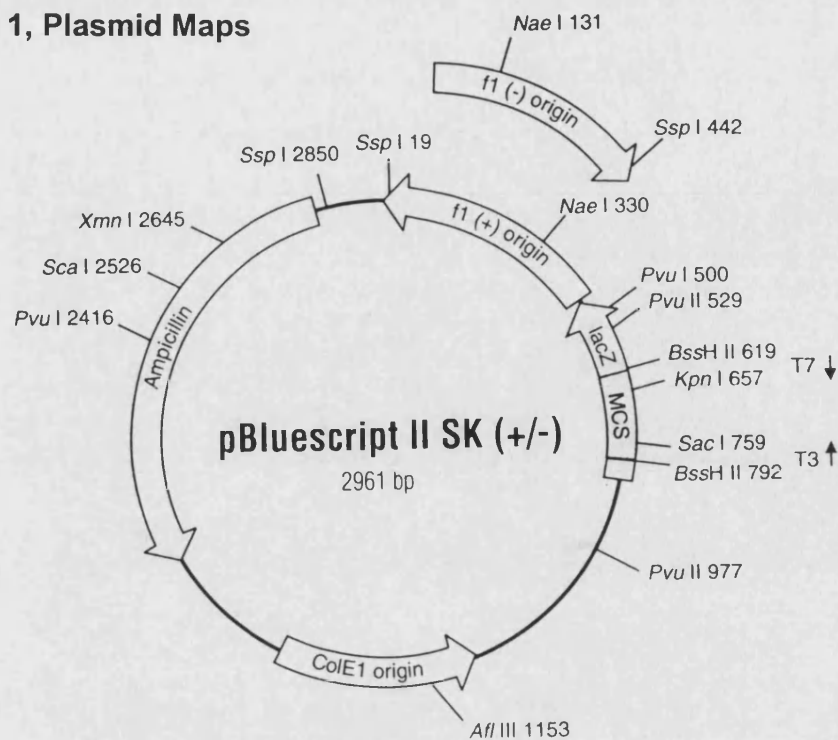 1, Plasmid Maps
Nae I 131
f1 (-) origin
Ssp I 442
Ssp I 2850
Ssp I 19
Xmn I 2645
f1 (+) origin
Nae I 330
Sca I 2526
Pvu I 500
Pvu II 529
Pvu I 2416
Ampicillin
lacZ
BssH II 619
T7
Kpn I 657
MCS
pBluescript II SK (+/-)
2961 bp
Sac I 759
T3
BssH II 792
Pvu II 977
ColE1 origin
Afl III 1153